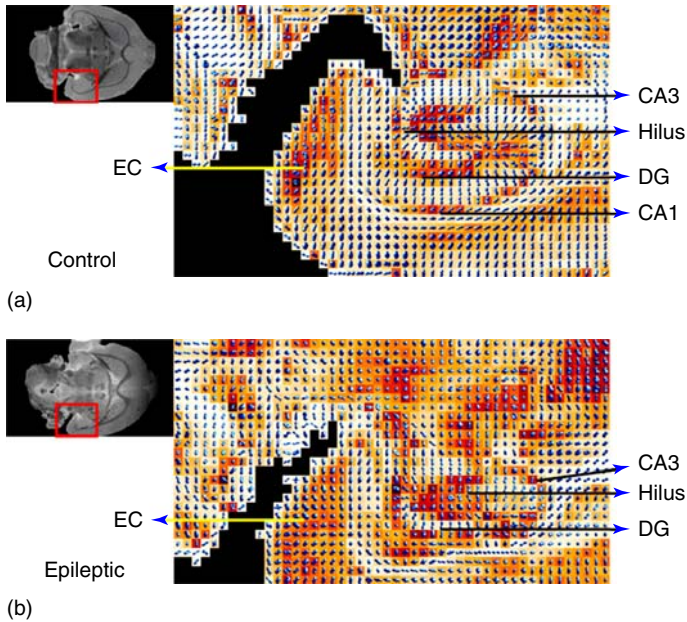 CA3
Hilus
EC
DG
CA1
Control
(a)
CA3
Hilus
EC
DG
Epileptic
(b)